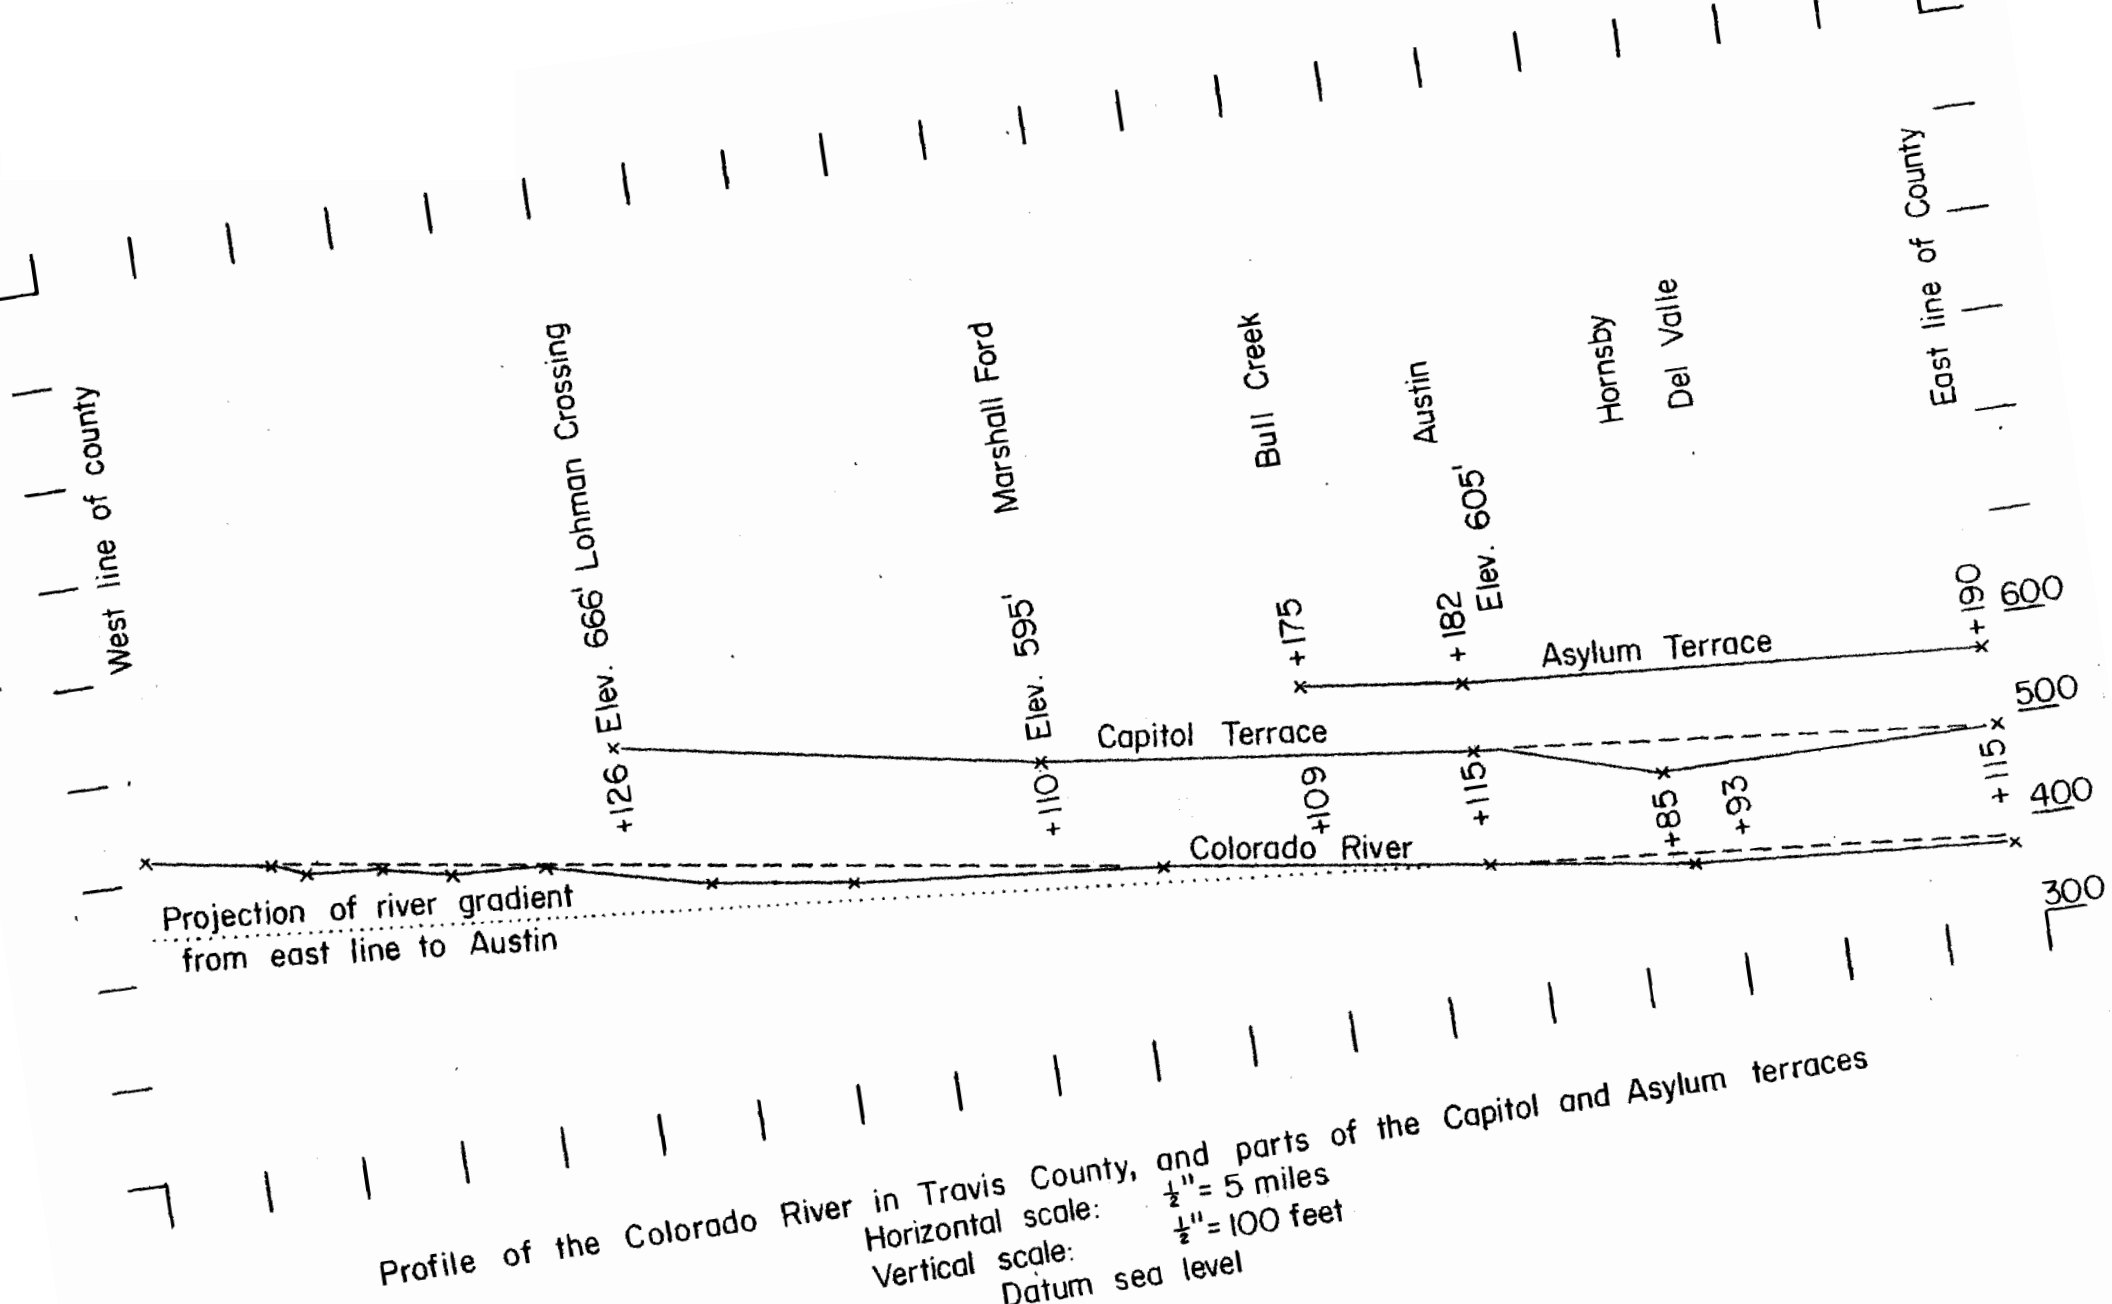 West line of county
Elev. 666' Lohman Crossing
+126
Marshall Ford
Elev. 595'
+110
Bull Creek
+175
+109
Austin
+182
Elev. 605'
+115
Hornsby
Del Valle
+85
+93
East line of County
+190
+115
600
500
400
300
Asylum Terrace
Capitol Terrace
Colorado River
Projection of river gradient
from east line to Austin
Profile of the Colorado River in Travis County, and parts of the Capitol and Asylum terraces
Horizontal scale: ½"= 5 miles
Vertical scale: ½"= 100 feet
Datum sea level